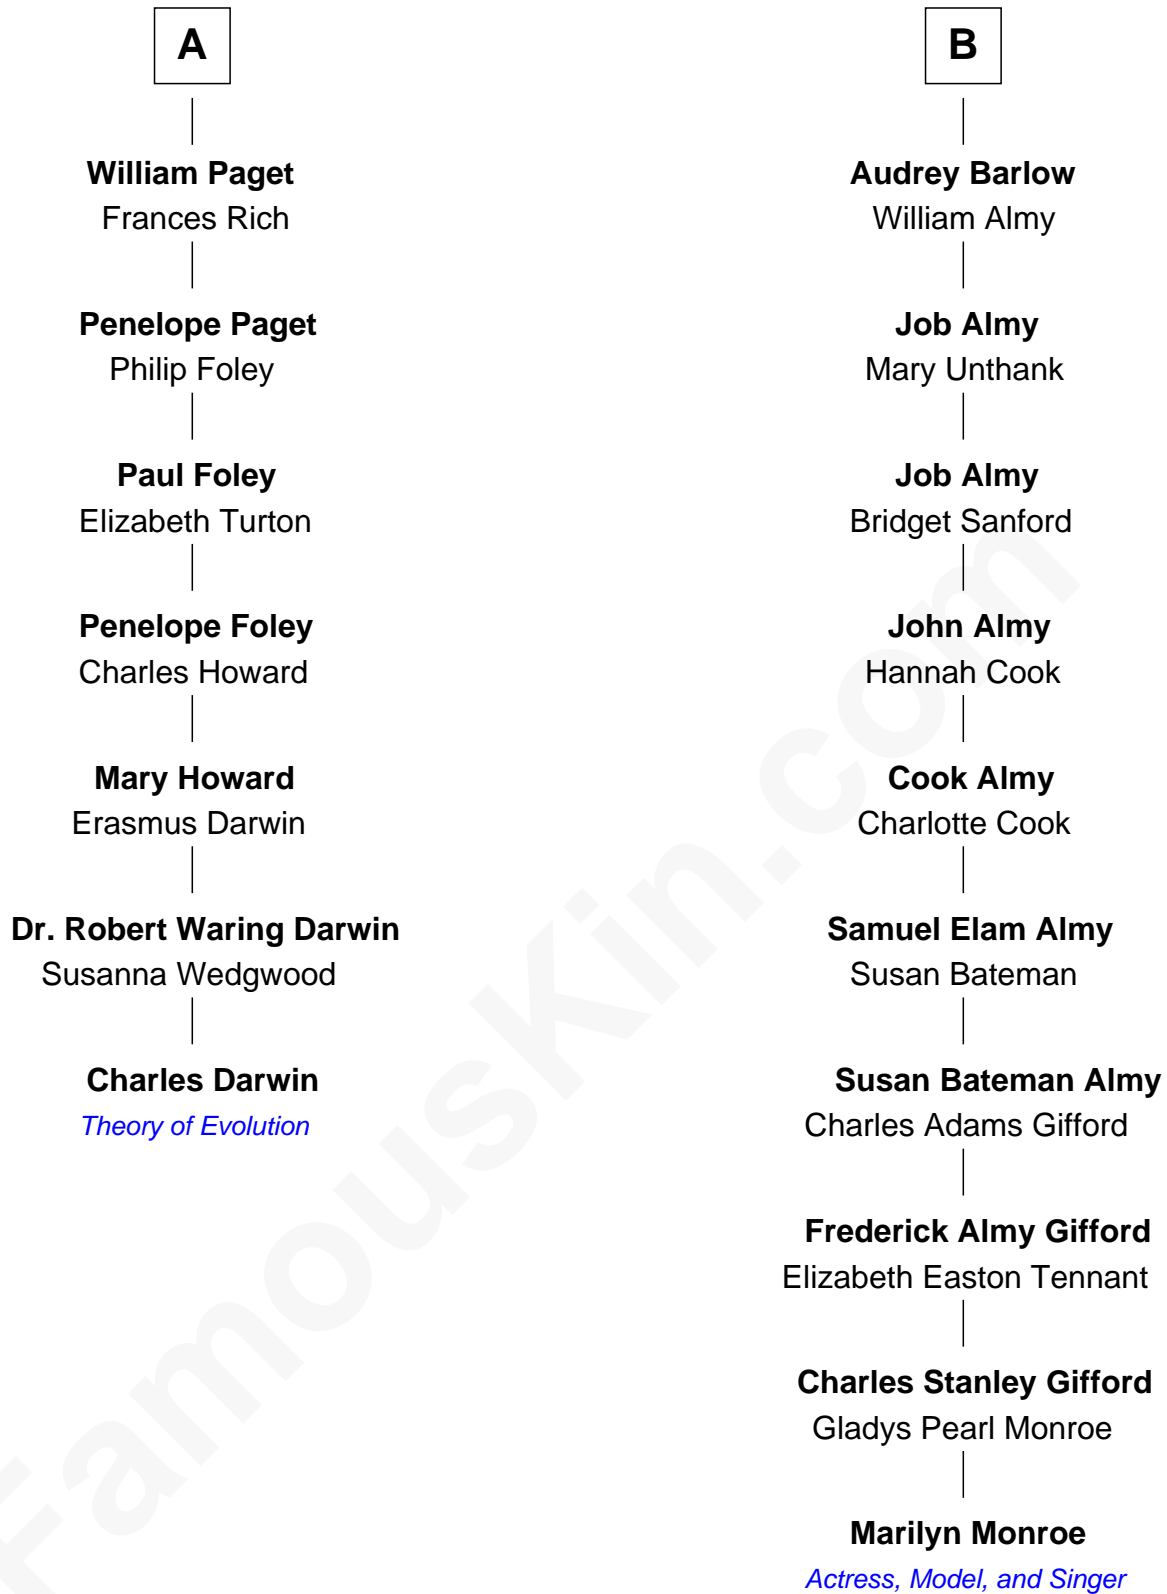 A
William Paget
Frances Rich
Penelope Paget
Philip Foley
Paul Foley
Elizabeth Turton
Penelope Foley
Charles Howard
Mary Howard
Erasmus Darwin
Dr. Robert Waring Darwin
Susanna Wedgwood
Charles Darwin
Theory of Evolution
B
Audrey Barlow
William Almy
Job Almy
Mary Unthank
Job Almy
Bridget Sanford
John Almy
Hannah Cook
Cook Almy
Charlotte Cook
Samuel Elam Almy
Susan Bateman
Susan Bateman Almy
Charles Adams Gifford
Frederick Almy Gifford
Elizabeth Easton Tennant
Charles Stanley Gifford
Gladys Pearl Monroe
Marilyn Monroe
Actress, Model, and Singer
FamousKin.com